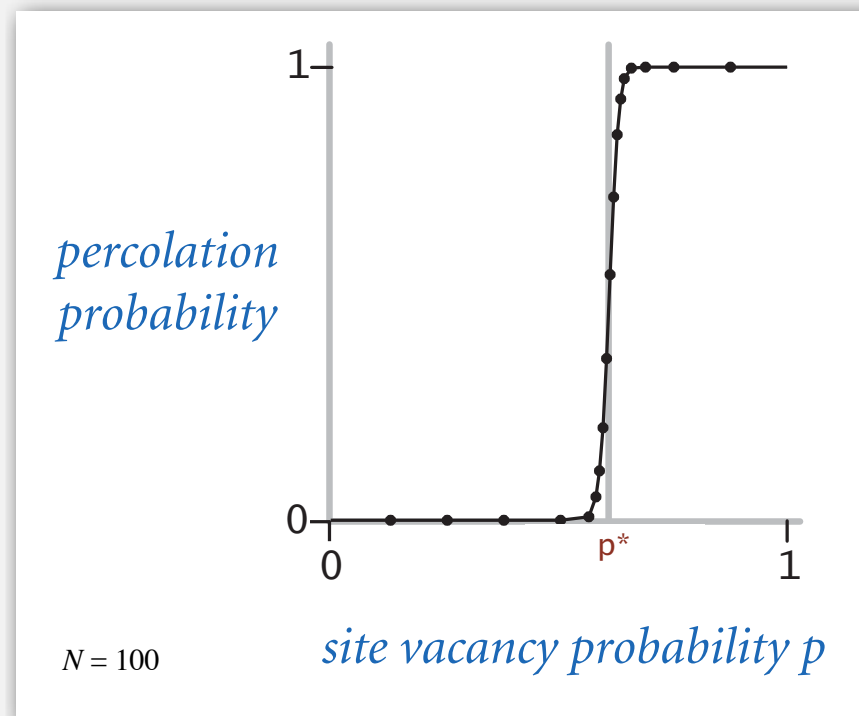 1
percolation
probability
0
p*
0
1
site vacancy probability p
N = 100